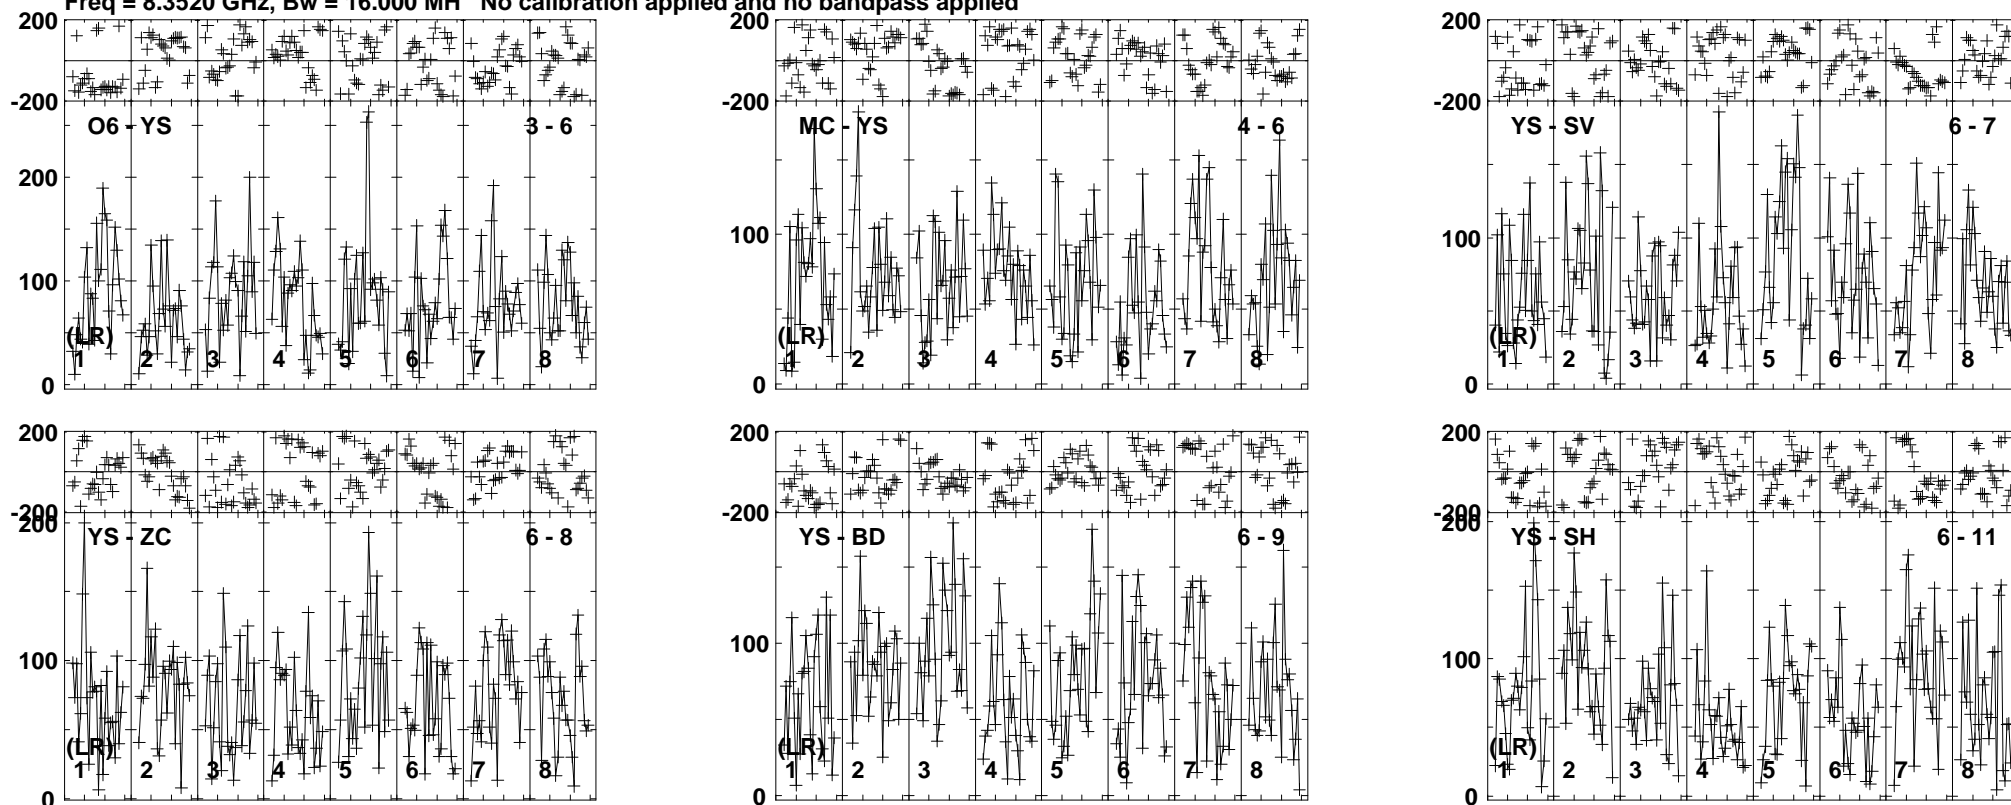 Freq = 8.3520 GHz, Bw = 16.000 MH No calibration applied and no bandpass applied
200 200 200
-200 -200 -200
O6 - YS 3 - 6 MC - YS 4 - 6 YS - SV 6 - 7
200
100 100 100
(LR) (LR) (LR)
1 2 3 4 5 6 7 8 1 2 3 4 5 6 7 8 1 2 3 4 5 6 7 8
0 0 0
200 200 200
-200 -200 -200
200 200
YS - ZC 6 - 8 YS - BD 6 - 9 YS - SH 6 - 11
100 100 100
(LR) (LR) (LR)
1 2 3 4 5 6 7 8 1 2 3 4 5 6 7 8 1 2 3 4 5 6 7 8
0 0 0